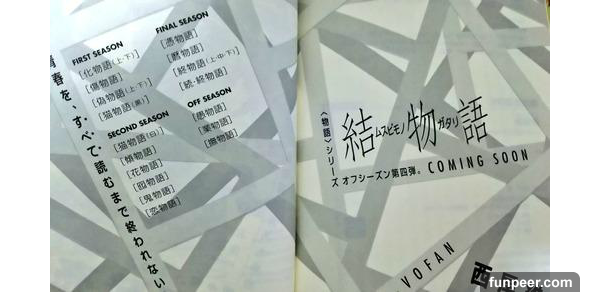 青春を、すべて読むまで終われない
FIRST SEASON
[化物語(上・下)]
[傷物語]
[偽物語(上・下)]
[猫物語(黒)]
SECOND SEASON
[猫物語(白)]
[傾物語]
[花物語]
[囮物語]
[鬼物語]
[恋物語]
FINAL SEASON
[憑物語]
[暦物語]
[終物語(上・中・下)]
[続・終物語]
OFF SEASON
[愚物語]
[業物語]
[撫物語]
結ムスビモノ物ガタリ語
〈物語〉シリーズ オフシーズン第四弾。COMING SOON
VOFAN
西
funpeer.com